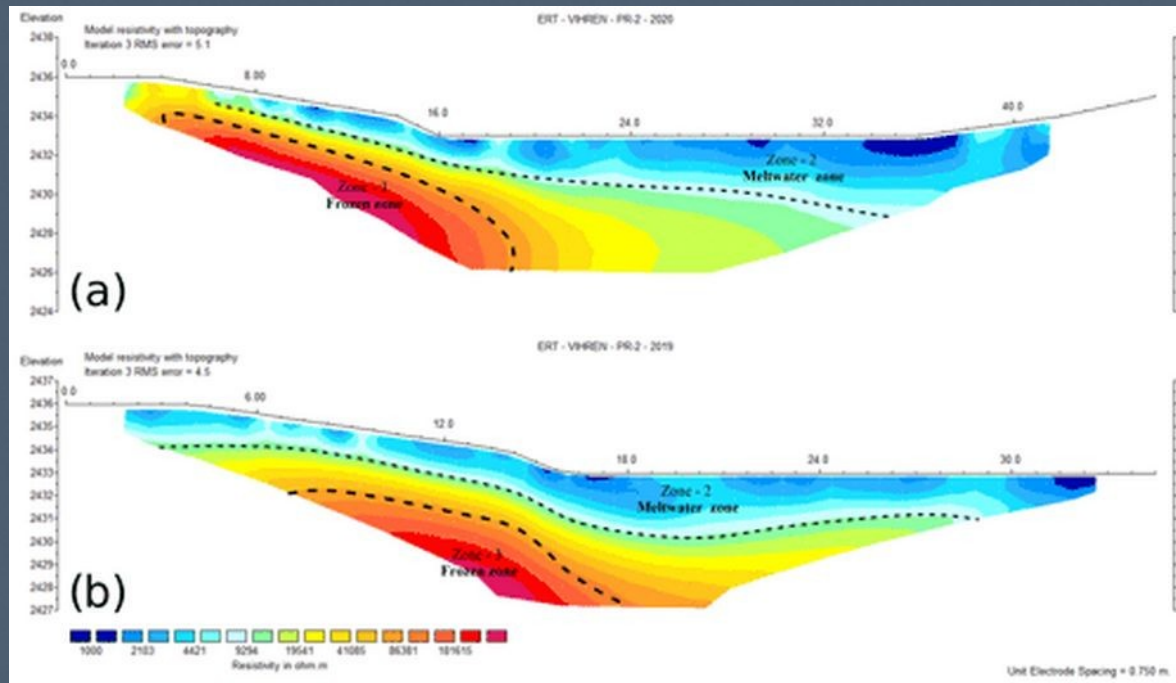 ERT - VIHREN - PR-2 - 2020
Elevation
Model resistivity with topography
Iteration 3 RMS error = 5.1
2438
2436
2434
2432
2430
2428
2426
2424
0.0
8.00
16.0
24.0
32.0
40.0
Zone - 2
Meltwater zone
Zone - 1
Frozen zone
(a)
ERT - VIHREN - PR-2 - 2019
Elevation
Model resistivity with topography
Iteration 3 RMS error = 4.5
2437
2436
2435
2434
2433
2432
2431
2430
2429
2428
2427
0.0
6.00
12.0
18.0
24.0
30.0
Zone - 2
Meltwater zone
Zone - 1
Frozen zone
(b)
1000 2103 4421 9294 19541 41085 86381 181615
Resistivity in ohm.m
Unit Electrode Spacing = 0.750 m.